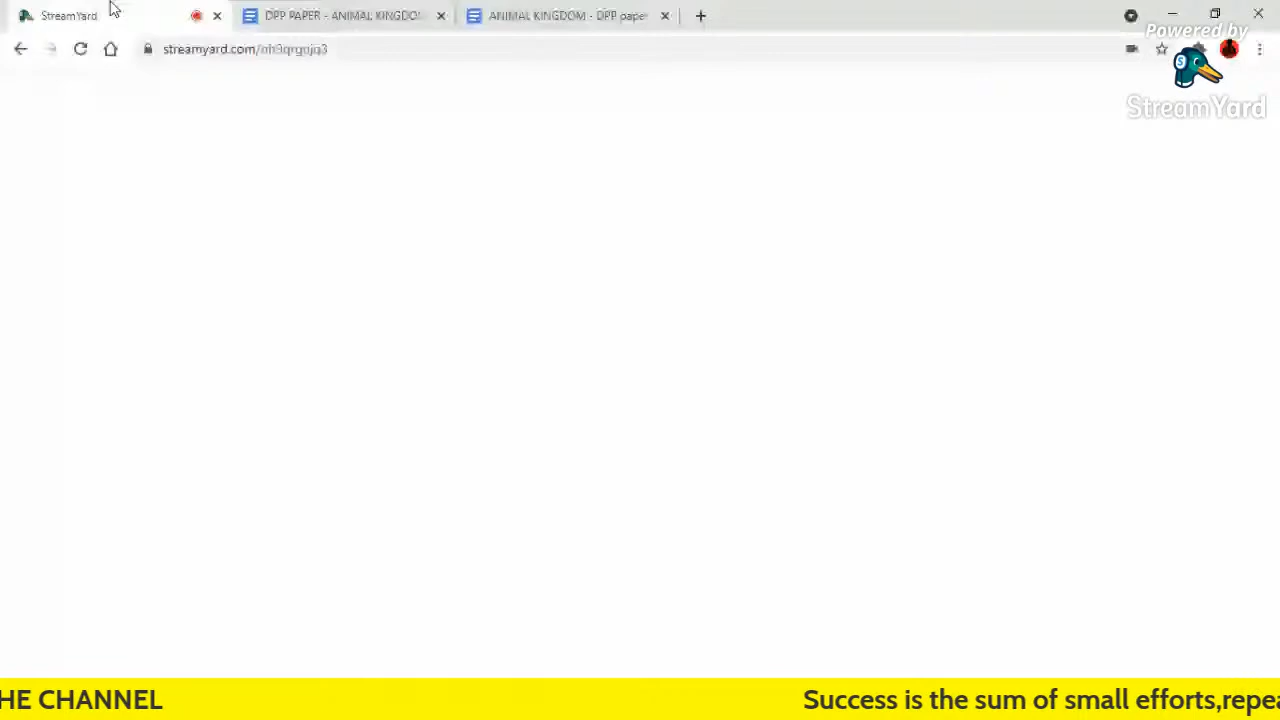 StreamYard
DPP PAPER - ANIMAL KINGDO
ANIMAL KINGDOM - DPP paper
streamyard.com/
Powered by
StreamYard
HE CHANNEL
Success is the sum of small efforts,repea